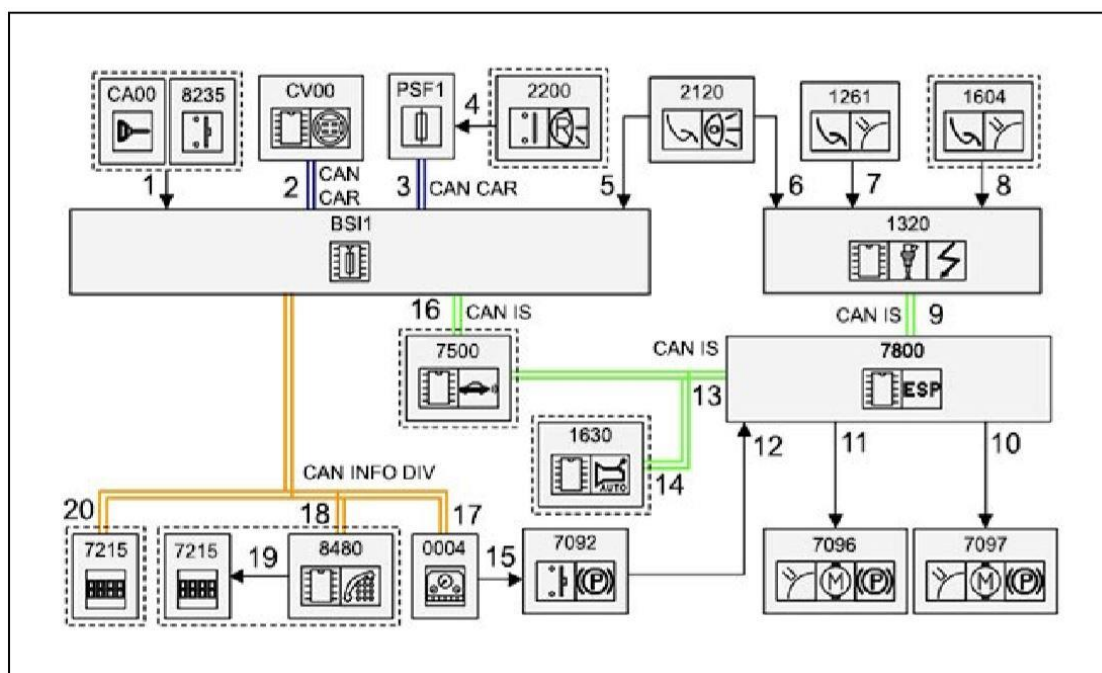 CA00 8235 CV00 PSF1 4 2200 2120 1261 1604
R
1 2 CAN CAR 3 CAN CAR 5 6 7 8
BSI1 1320
16 CAN IS CAN IS 9
7500 CAN IS 7800
ESP
13 12 11 10
1630
AUTO
14
CAN INFO DIV
20 18 17
7215 7215 19 8480 0004 15 7092 7096 7097
P M P M P